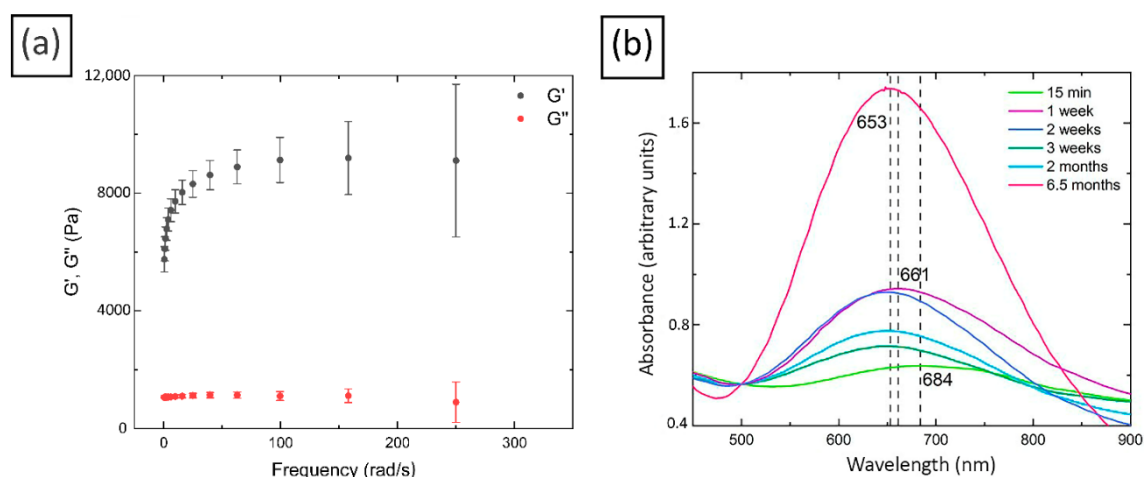 (a)
12,000
8000
4000
0
G', G'' (Pa)
G'
G''
0
100
200
300
Frequency (rad/s)
(b)
1.6
1.2
0.8
0.4
Absorbance (arbitrary units)
653
661
684
15 min
1 week
2 weeks
3 weeks
2 months
6.5 months
500
600
700
800
900
Wavelength (nm)